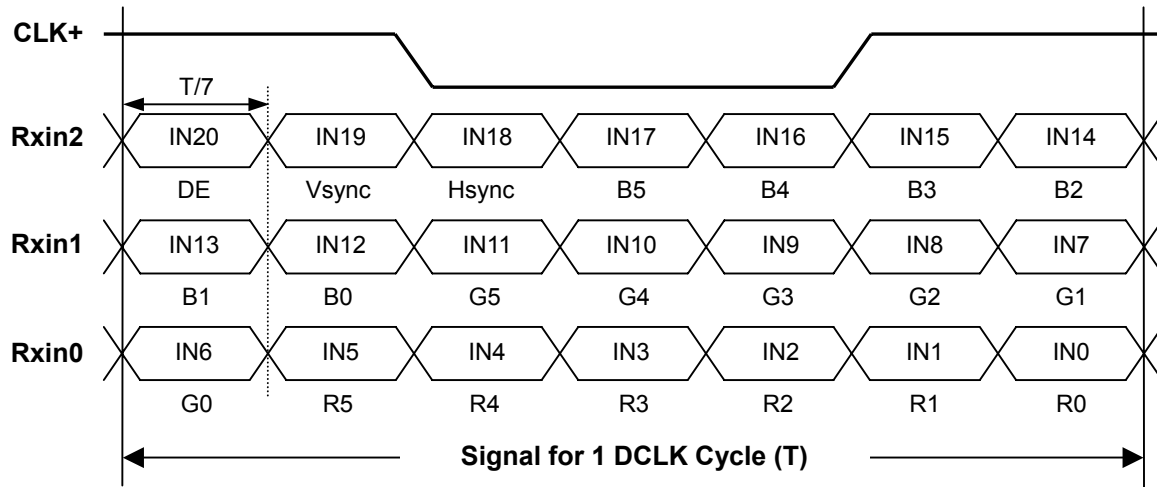 CLK+
T/7
Rxin2 IN20 IN19 IN18 IN17 IN16 IN15 IN14
DE Vsync Hsync B5 B4 B3 B2
Rxin1 IN13 IN12 IN11 IN10 IN9 IN8 IN7
B1 B0 G5 G4 G3 G2 G1
Rxin0 IN6 IN5 IN4 IN3 IN2 IN1 IN0
G0 R5 R4 R3 R2 R1 R0
Signal for 1 DCLK Cycle (T)